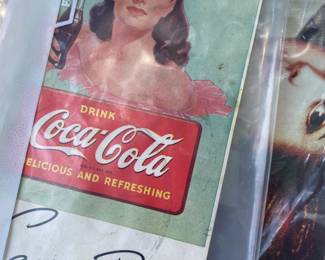 DRINK
Coca-Cola
DELICIOUS AND REFRESHING